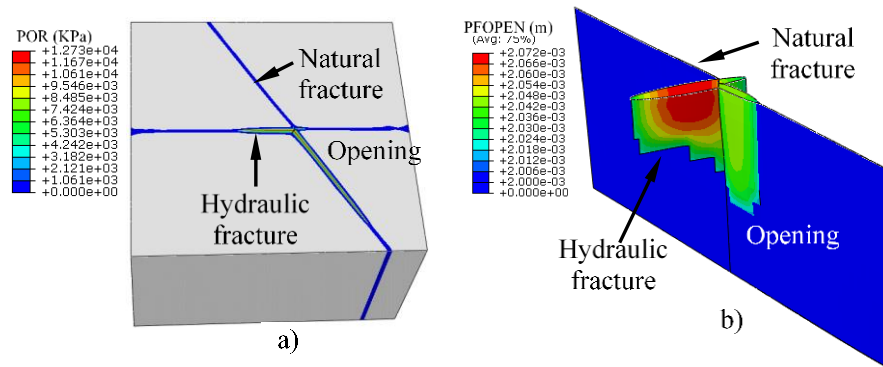 POR (KPa)
+1.273e+04
+1.167e+04
+1.061e+04
+9.546e+03
+8.485e+03
+7.424e+03
+6.364e+03
+5.303e+03
+4.242e+03
+3.182e+03
+2.121e+03
+1.061e+03
+0.000e+00
Natural
fracture
Opening
Hydraulic
fracture
a)
PFOPEN (m)
(Avg: 75%)
+2.072e-03
+2.066e-03
+2.060e-03
+2.054e-03
+2.048e-03
+2.042e-03
+2.036e-03
+2.030e-03
+2.024e-03
+2.018e-03
+2.012e-03
+2.006e-03
+2.000e-03
+0.000e+00
Natural
fracture
Hydraulic
fracture
Opening
b)